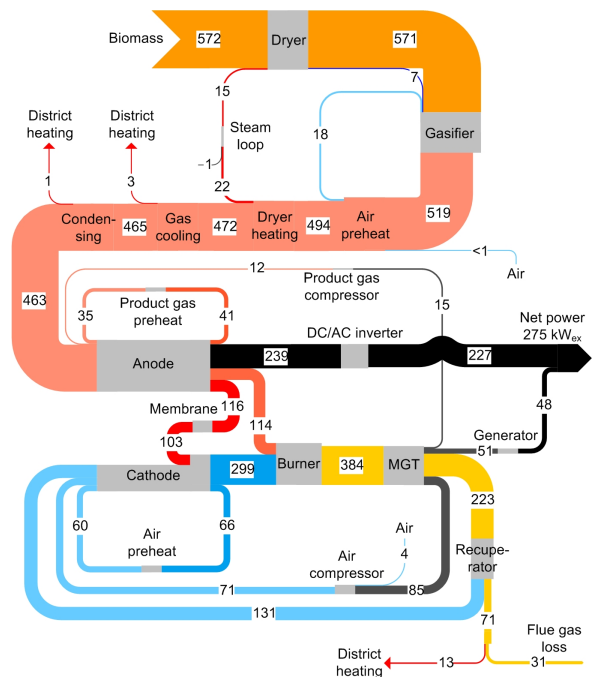 Biomass
572
Dryer
571
15
7
District
heating
District
heating
Steam
loop
18
Gasifier
−1
1
3
22
Conden-
sing
465
Gas
cooling
472
Dryer
heating
494
Air
preheat
519
<1
Air
12
Product gas
compressor
463
Product gas
preheat
35
41
15
DC/AC inverter
Net power
275 kWex
Anode
239
227
Membrane
116
114
48
103
Generator
51
Cathode
299
Burner
384
MGT
223
60
66
Air
preheat
Air
4
Air
compressor
Recupe-
rator
71
85
131
71
District
heating
13
Flue gas
loss
31